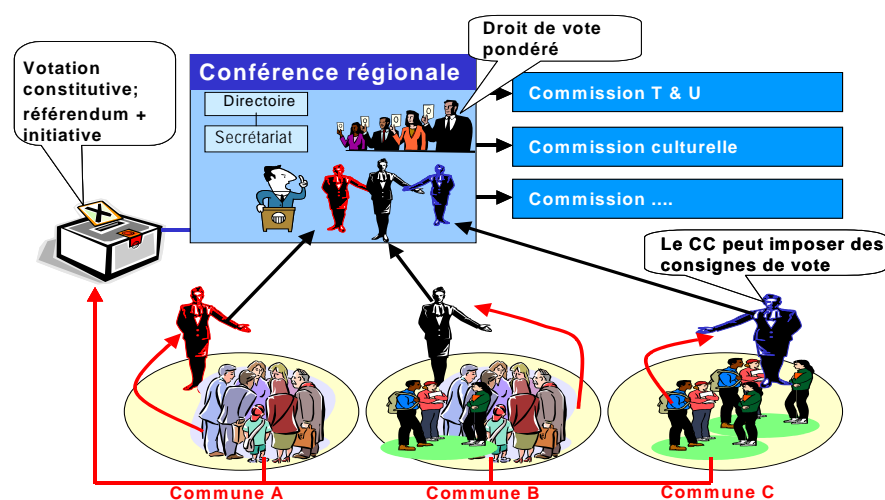 Droit de vote
pondéré
Votation
constitutive;
référendum +
initiative
Conférence régionale
Directoire
Secrétariat
Commission T & U
Commission culturelle
Commission ....
Le CC peut imposer des
consignes de vote
Commune A
Commune B
Commune C